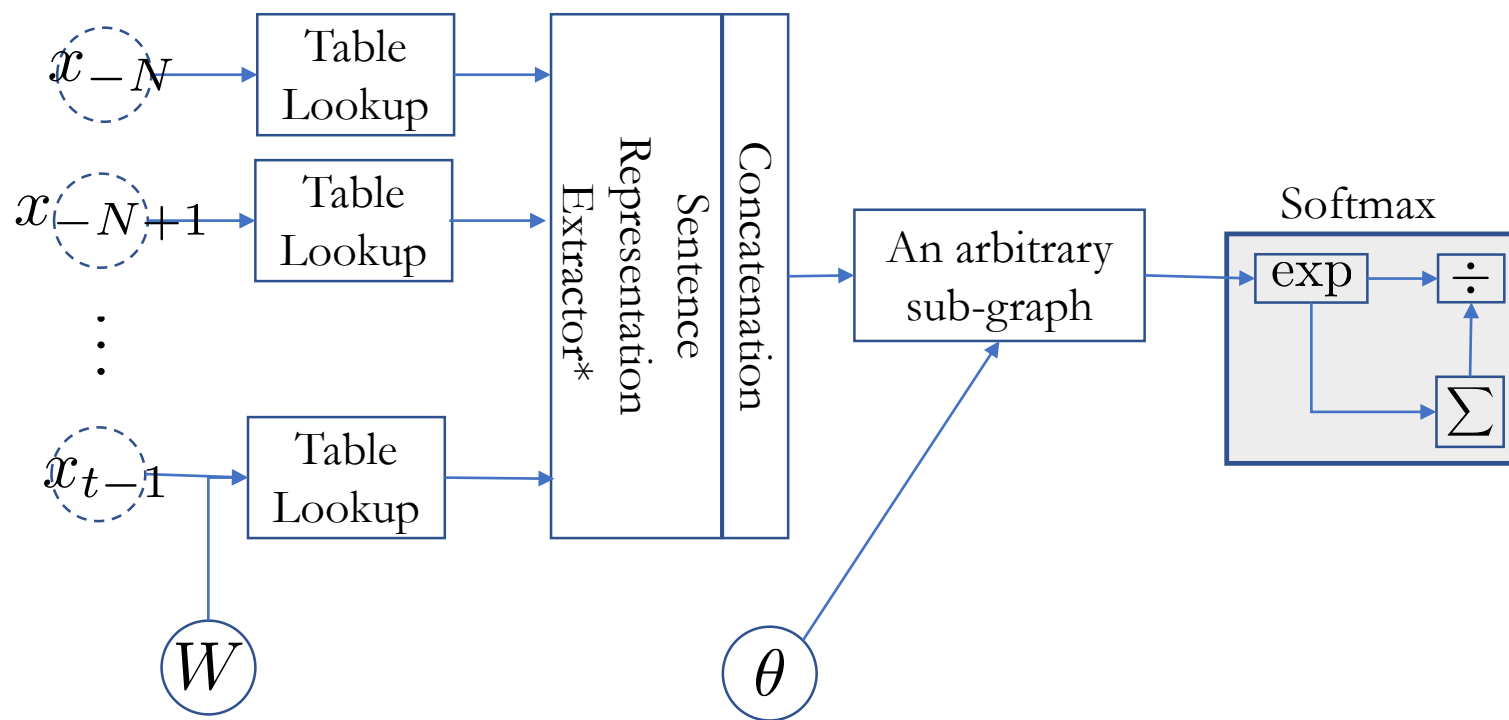 x_{-N}
Table
Lookup
x_{-N+1}
Table
Lookup
⋮
x_{t-1}
Table
Lookup
W
Sentence
Representation
Extractor*
Concatenation
An arbitrary
sub-graph
θ
Softmax
exp
÷
∑